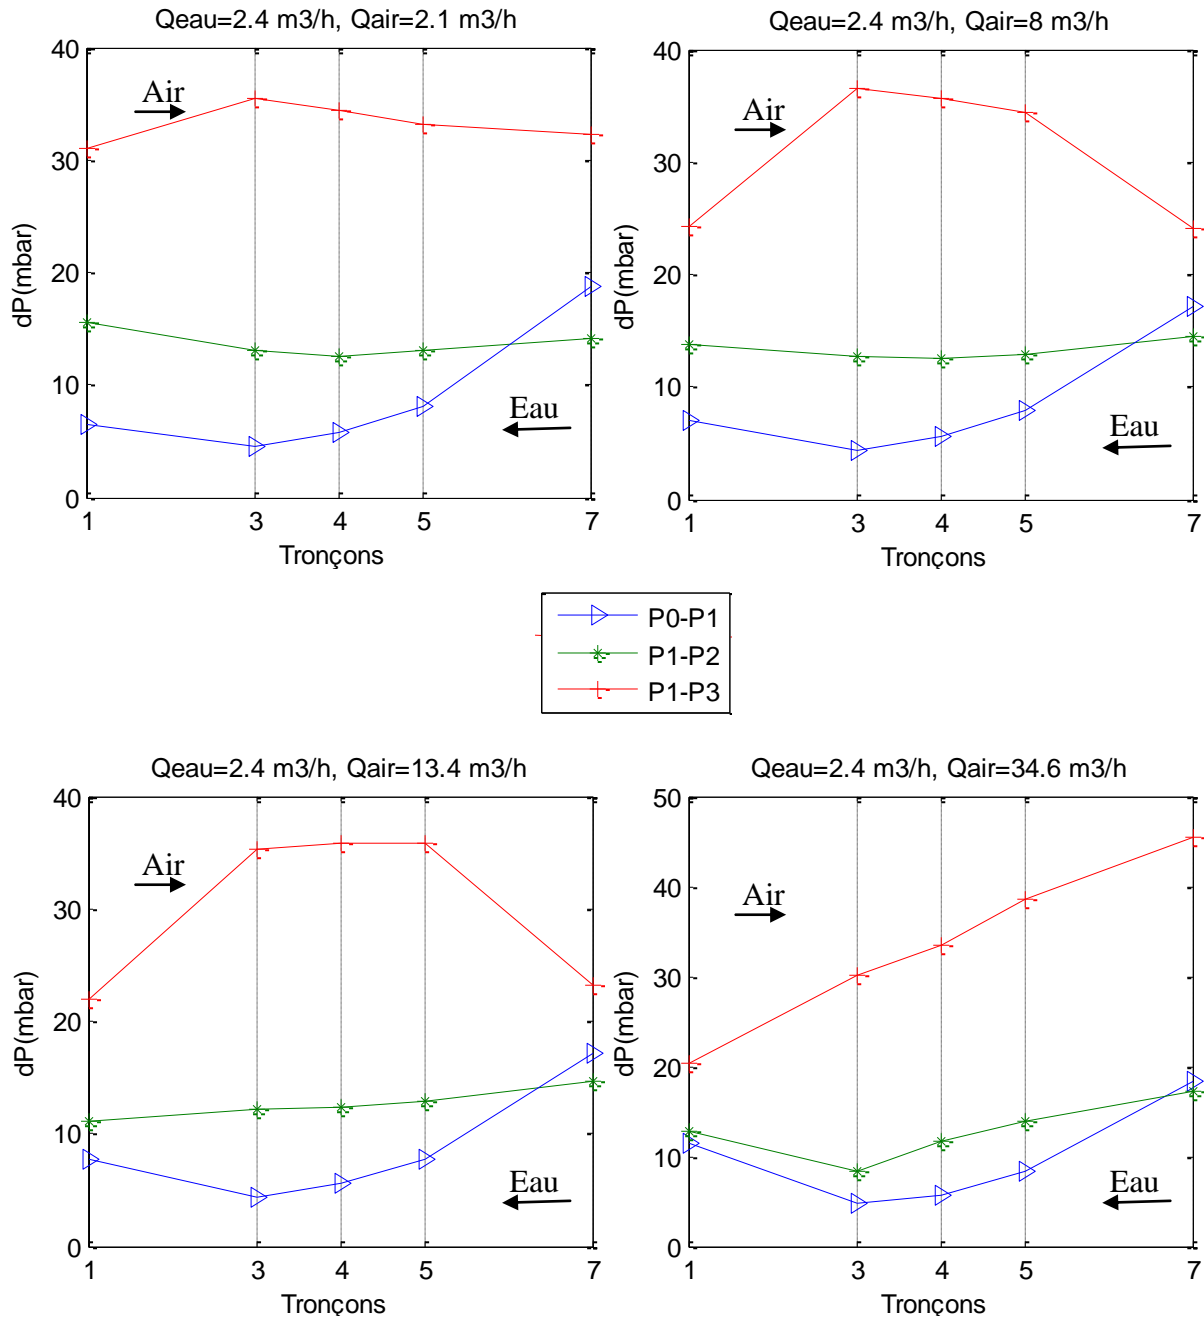 Qeau=2.4 m3/h, Qair=2.1 m3/h
40
30
20
10
0
dP(mbar)
Air
Eau
1 3 4 5 7
Tronçons
Qeau=2.4 m3/h, Qair=8 m3/h
40
30
20
10
0
dP(mbar)
Air
Eau
1 3 4 5 7
Tronçons
P0-P1
P1-P2
P1-P3
Qeau=2.4 m3/h, Qair=13.4 m3/h
40
30
20
10
0
dP(mbar)
Air
Eau
1 3 4 5 7
Tronçons
Qeau=2.4 m3/h, Qair=34.6 m3/h
50
40
30
20
10
0
dP(mbar)
Air
Eau
1 3 4 5 7
Tronçons